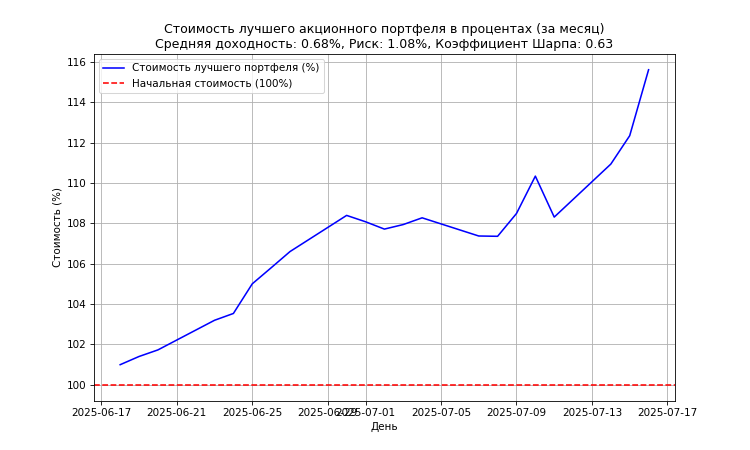 Стоимость лучшего акционного портфеля в процентах (за месяц)
Средняя доходность: 0.68%, Риск: 1.08%, Коэффициент Шарпа: 0.63
Стоимость лучшего портфеля (%)
Начальная стоимость (100%)
Стоимость (%)
116
114
112
110
108
106
104
102
100
2025-06-17 2025-06-21 2025-06-25 2025-06-29 2025-07-01 2025-07-05 2025-07-09 2025-07-13 2025-07-17
День